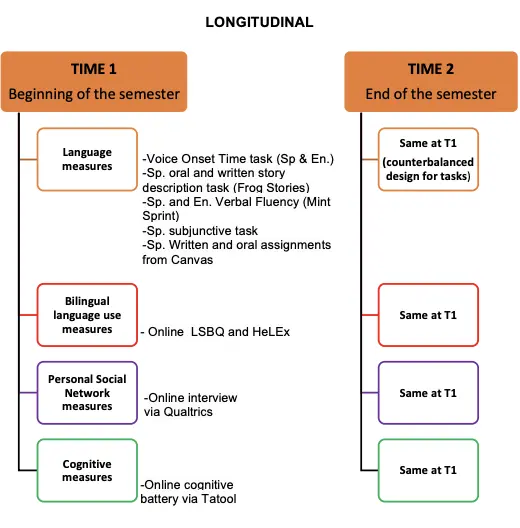 LONGITUDINAL
TIME 1
Beginning of the semester
TIME 2
End of the semester
Language
measures
-Voice Onset Time task (Sp & En.)
-Sp. oral and written story
description task (Frog Stories)
-Sp. and En. Verbal Fluency (Mint
Sprint)
-Sp. subjunctive task
-Sp. Written and oral assignments
from Canvas
Same at T1
(counterbalanced
design for tasks)
Bilingual
language use
measures
- Online LSBQ and HeLEx
Same at T1
Personal Social
Network
measures
-Online interview
via Qualtrics
Same at T1
Cognitive
measures
-Online cognitive
battery via Tatool
Same at T1